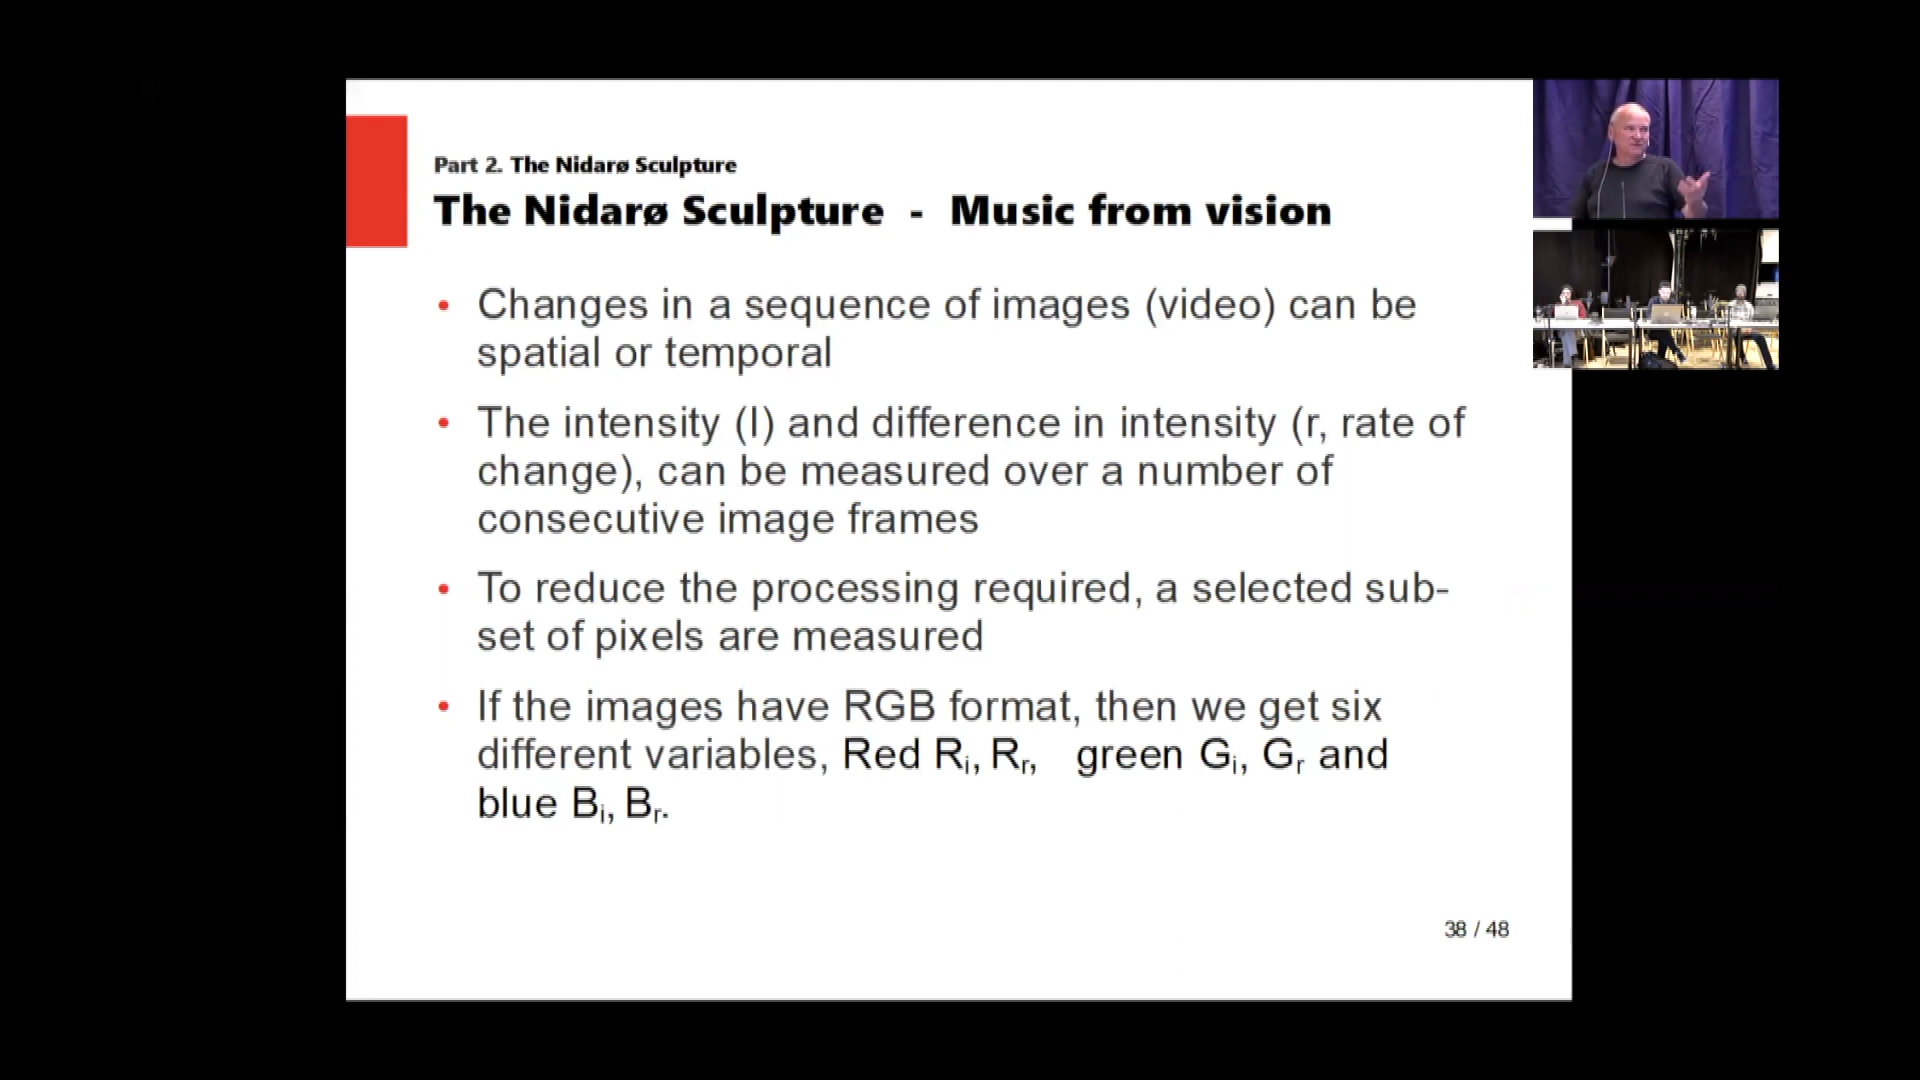 Part 2. The Nidarø Sculpture
The Nidarø Sculpture - Music from vision
• Changes in a sequence of images (video) can be
spatial or temporal
• The intensity (I) and difference in intensity (r, rate of
change), can be measured over a number of
consecutive image frames
• To reduce the processing required, a selected sub-
set of pixels are measured
• If the images have RGB format, then we get six
different variables, Red Ri, Rr, green Gi, Gr and
blue Bi, Br.
38 / 48